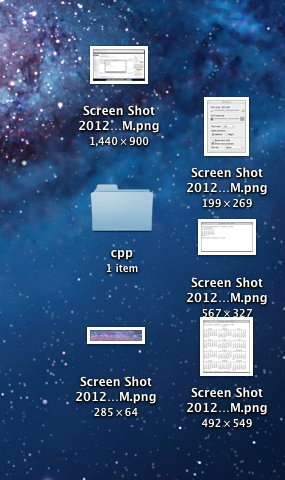 Screen Shot
2012...M.png
1,440 × 900
Screen Shot
2012...M.png
199 × 269
cpp
1 item
Screen Shot
2012...M.png
567 × 327
Screen Shot
2012...M.png
285 × 64
Screen Shot
2012...M.png
492 × 549